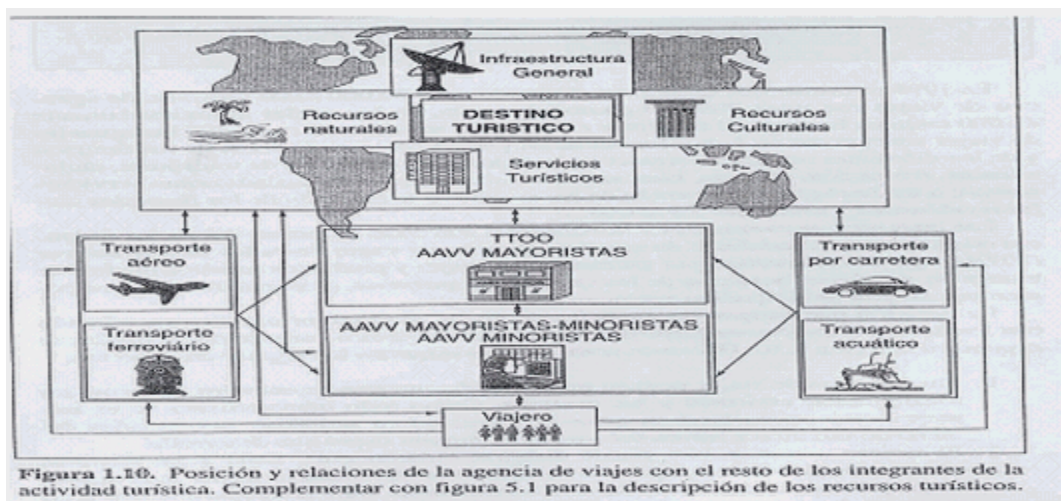 Infraestructura
General
Recursos
naturales
DESTINO
TURISTICO
Recursos
Culturales
Servicios
Turísticos
Transporte
aéreo
TTOO
AAVV MAYORISTAS
Transporte
por carretera
Transporte
ferroviário
AAVV MAYORISTAS-MINORISTAS
AAVV MINORISTAS
Transporte
acuático
Viajero
Figura 1.10. Posición y relaciones de la agencia de viajes con el resto de los integrantes de la
actividad turística. Complementar con figura 5.1 para la descripción de los recursos turísticos.